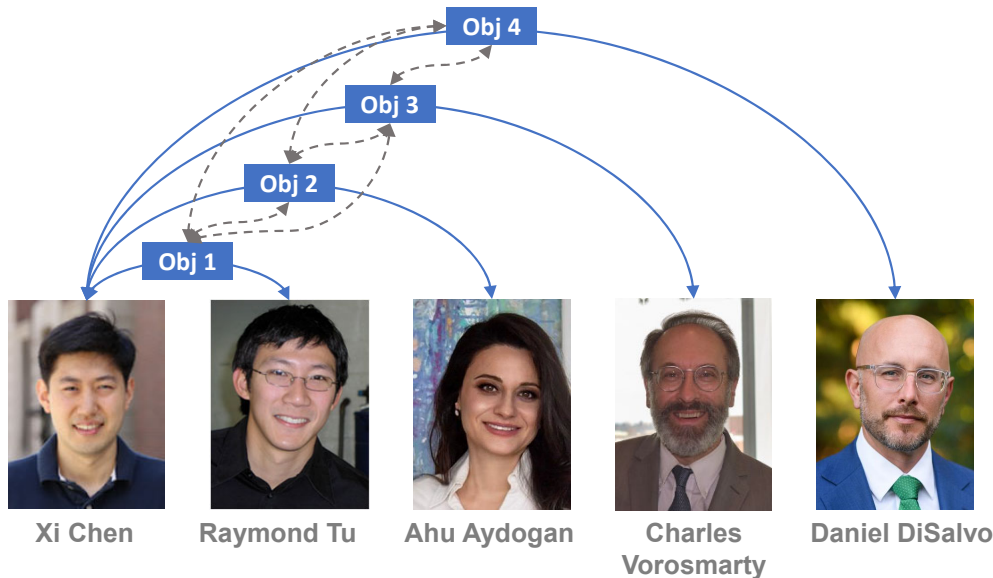 Obj 4
Obj 3
Obj 2
Obj 1
Xi Chen
Raymond Tu
Ahu Aydogan
Charles
Vorosmarty
Daniel DiSalvo